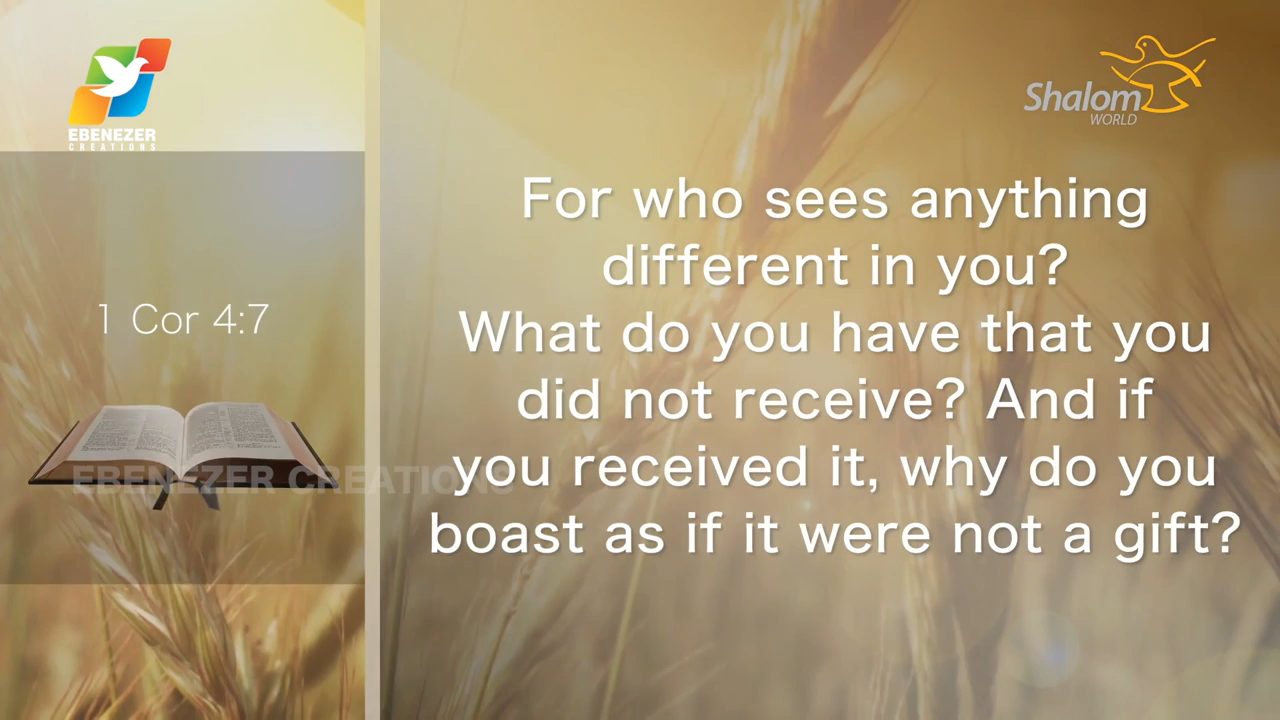 EBENEZER
CREATIONS
Shalom
WORLD
1 Cor 4:7
For who sees anything
different in you?
What do you have that you
did not receive? And if
you received it, why do you
boast as if it were not a gift?
EBENEZER CREATIONS